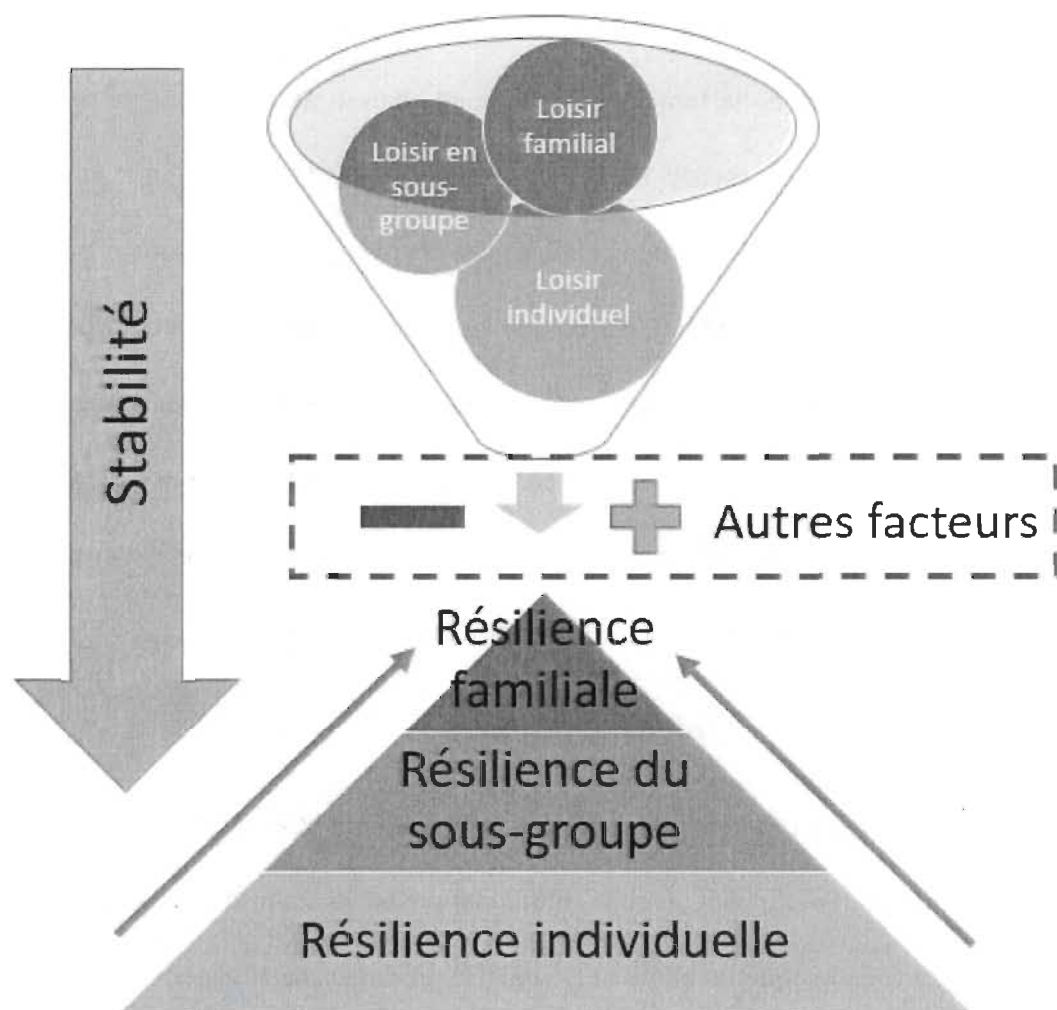 Stabilité
Loisir
familial
Loisir en
sous-
groupe
Loisir
individuel
Autres facteurs
Résilience
familiale
Résilience du
sous-groupe
Résilience individuelle